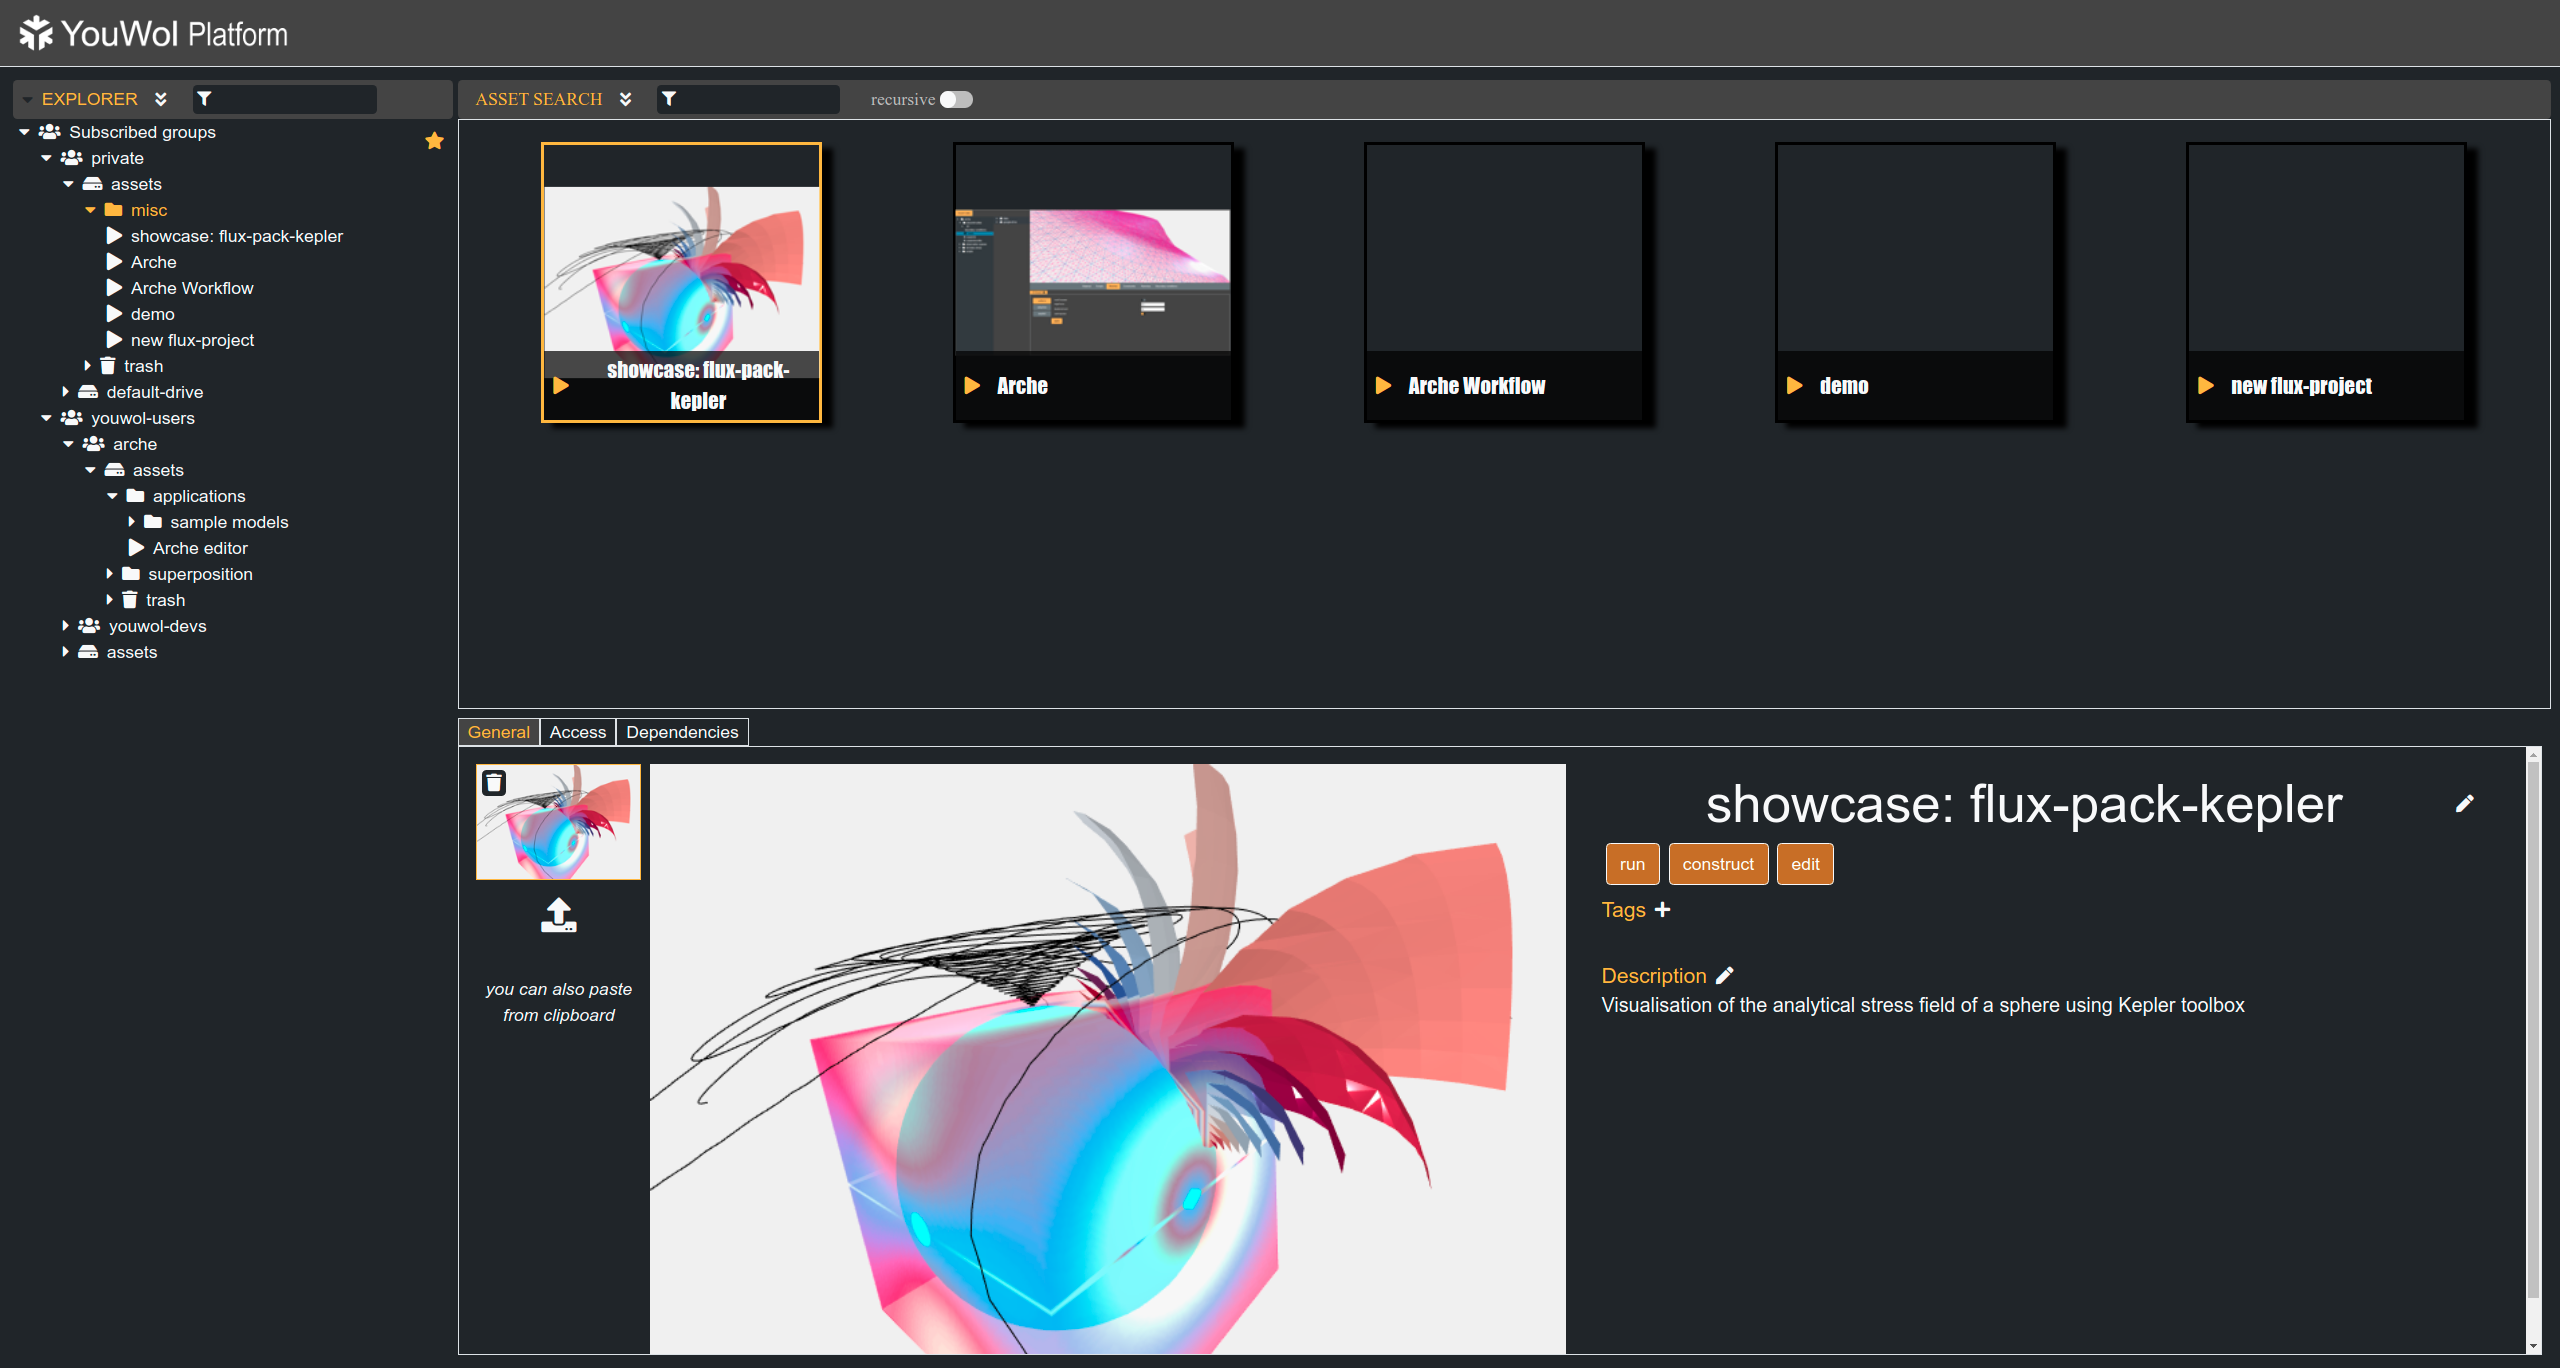 YouWol Platform
EXPLORER
ASSET SEARCH
recursive
Subscribed groups
private
assets
misc
showcase: flux-pack-kepler
Arche
Arche Workflow
demo
new flux-project
trash
default-drive
youwol-users
arche
assets
applications
sample models
Arche editor
superposition
trash
youwol-devs
assets
showcase: flux-pack-
kepler
Arche
Arche Workflow
demo
new flux-project
General
Access
Dependencies
you can also paste
from clipboard
showcase: flux-pack-kepler
run
construct
edit
Tags
Description
Visualisation of the analytical stress field of a sphere using Kepler toolbox